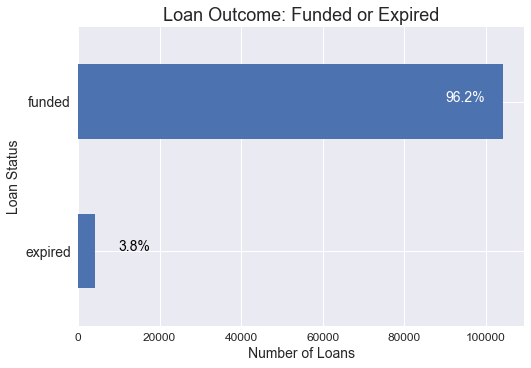 Loan Outcome: Funded or Expired
funded
96.2%
Loan Status
expired
3.8%
0 20000 40000 60000 80000 100000
Number of Loans